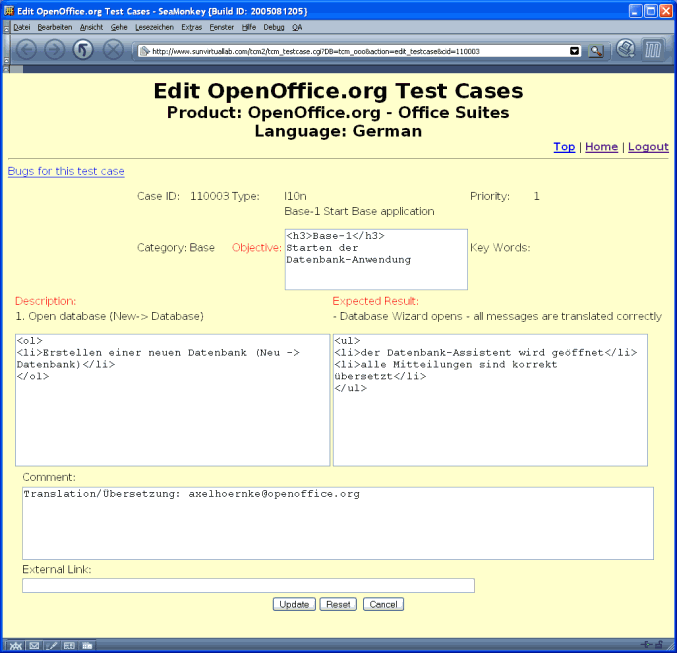 Edit OpenOffice.org Test Cases - SeaMonkey {Build ID: 2005081205}
Datei Bearbeiten Ansicht Gehe Lesezeichen Extras Fenster Hilfe Debug QA
http://www.sunvirtuallab.com/tcm2/tcm_testcase.cgi?DB=tcm_ooo&action=edit_testcase&cid=110003
Edit OpenOffice.org Test Cases
Product: OpenOffice.org - Office Suites
Language: German
Top | Home | Logout
Bugs for this test case
Case ID: 110003 Type: l10n Priority: 1
Base-1 Start Base application
Category: Base Objective: Key Words:
<h3>Base-1</h3>
Starten der
Datenbank-Anwendung
Description: Expected Result:
1. Open database (New-> Database) - Database Wizard opens - all messages are translated correctly
<ol>
<li>Erstellen einer neuen Datenbank (Neu ->
Datenbank)</li>
</ol>
<ul>
<li>der Datenbank-Assistent wird geöffnet</li>
<li>alle Mitteilungen sind korrekt
übersetzt</li>
</ul>
Comment:
Translation/Übersetzung: axelhoernke@openoffice.org
External Link:
Update Reset Cancel